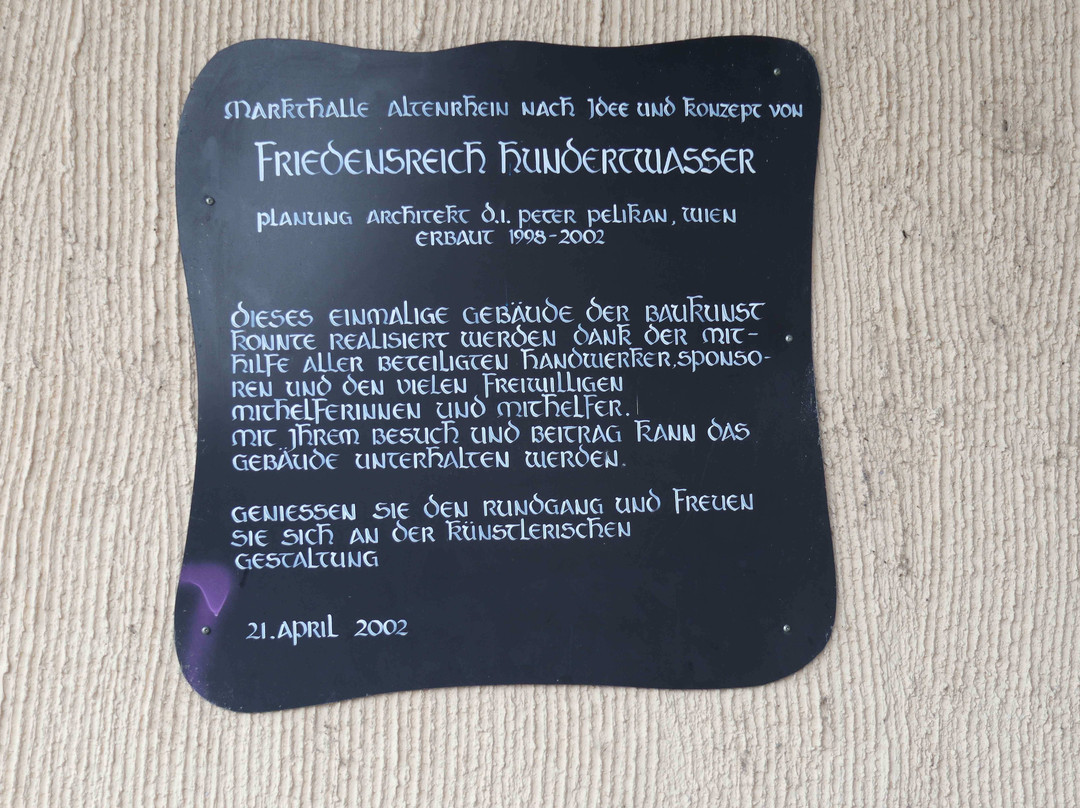 Markthalle Altenrhein nach Idee und Konzept von
Friedensreich Hundertwasser
Planung Architekt D.I. Peter Pelikan, Wien
erbaut 1998-2002
Dieses einmalige Gebäude der Baukunst
konnte realisiert werden dank der Mit-
hilfe aller beteiligten Handwerker, Sponso-
ren und den vielen freiwilligen
Mithelferinnen und Mithelfer.
Mit Ihrem Besuch und Beitrag kann das
Gebäude unterhalten werden.
Geniessen Sie den Rundgang und freuen
Sie sich an der künstlerischen
Gestaltung
21. April 2002